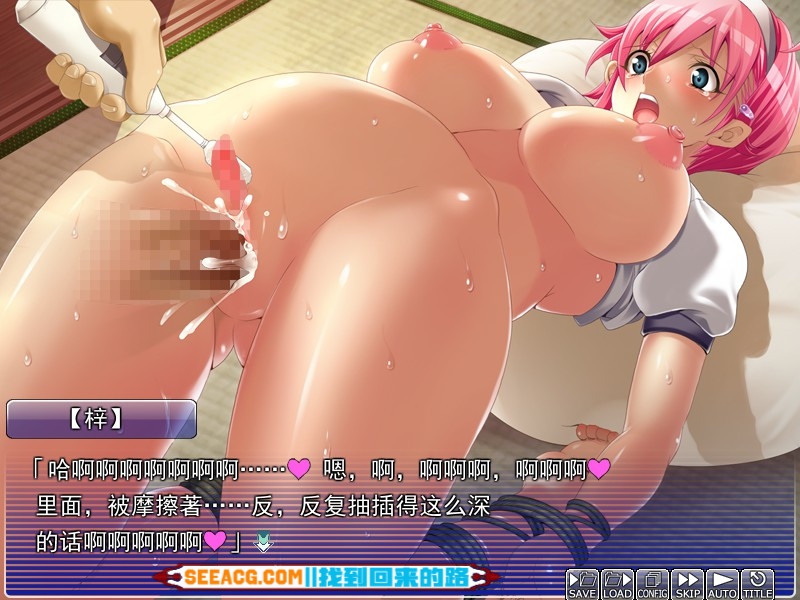 【梓】
「哈啊啊啊啊啊啊啊……♥ 嗯，啊，啊啊啊，啊啊啊♥
里面，被摩擦著……反，反复抽插得这么深
的话啊啊啊啊啊♥」
SEEACG.COM||找到回来的路
SAVE LOAD CONFIG SKIP AUTO TITLE